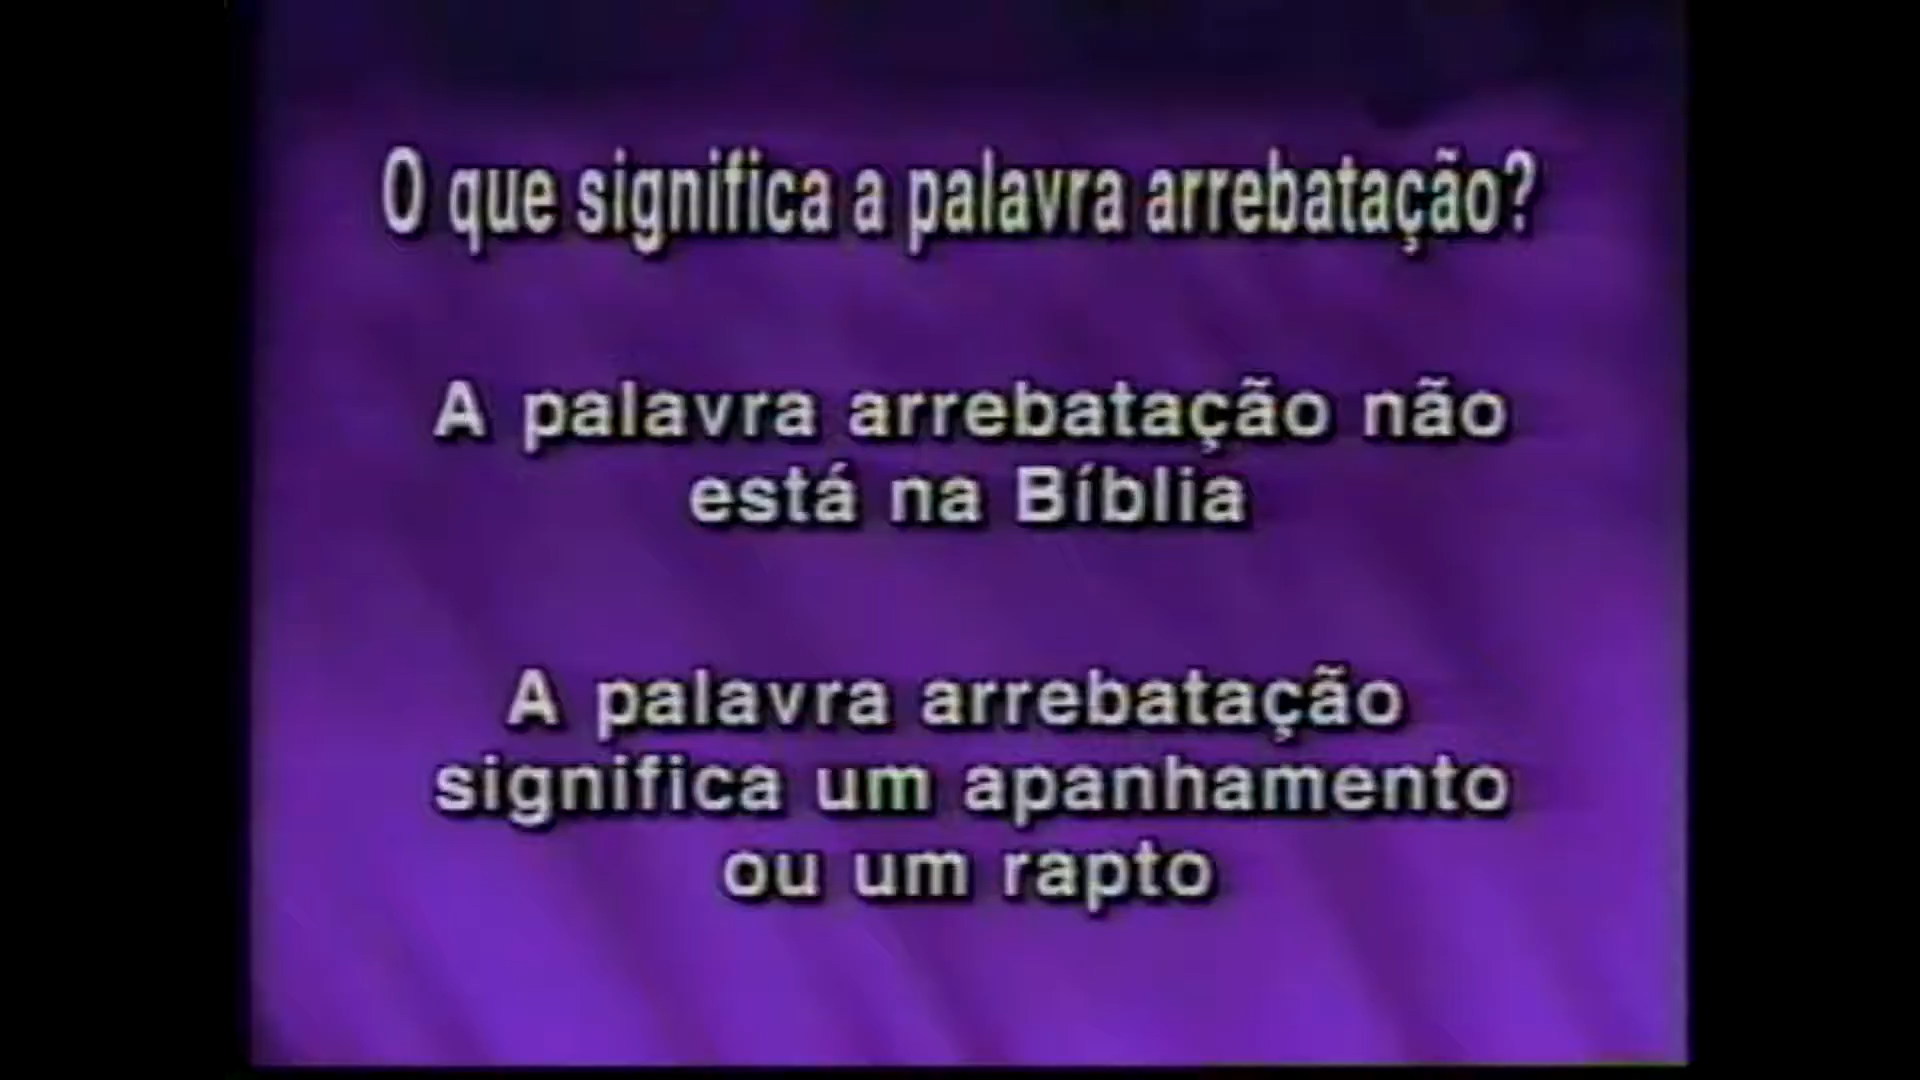 O que significa a palavra arrebatação?
A palavra arrebatação não
está na Bíblia
A palavra arrebatação
significa um apanhamento
ou um rapto